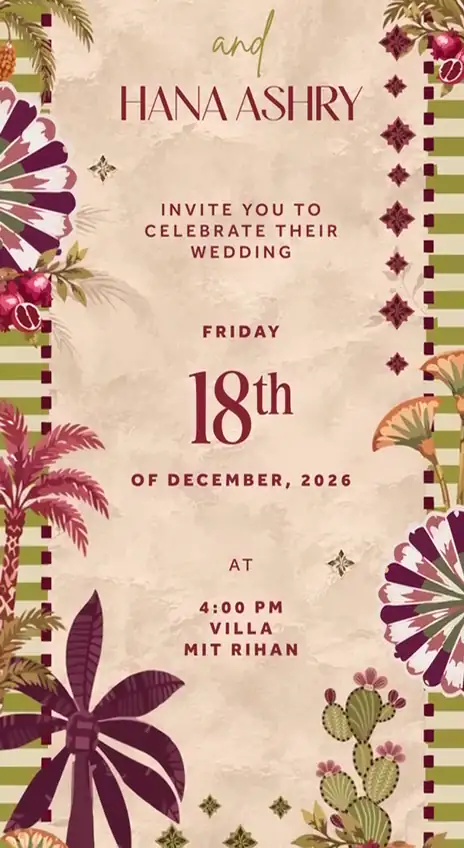 and
HANA ASHRY
INVITE YOU TO
CELEBRATE THEIR
WEDDING
FRIDAY
18th
OF DECEMBER, 2026
AT
4:00 PM
VILLA
MIT RIHAN